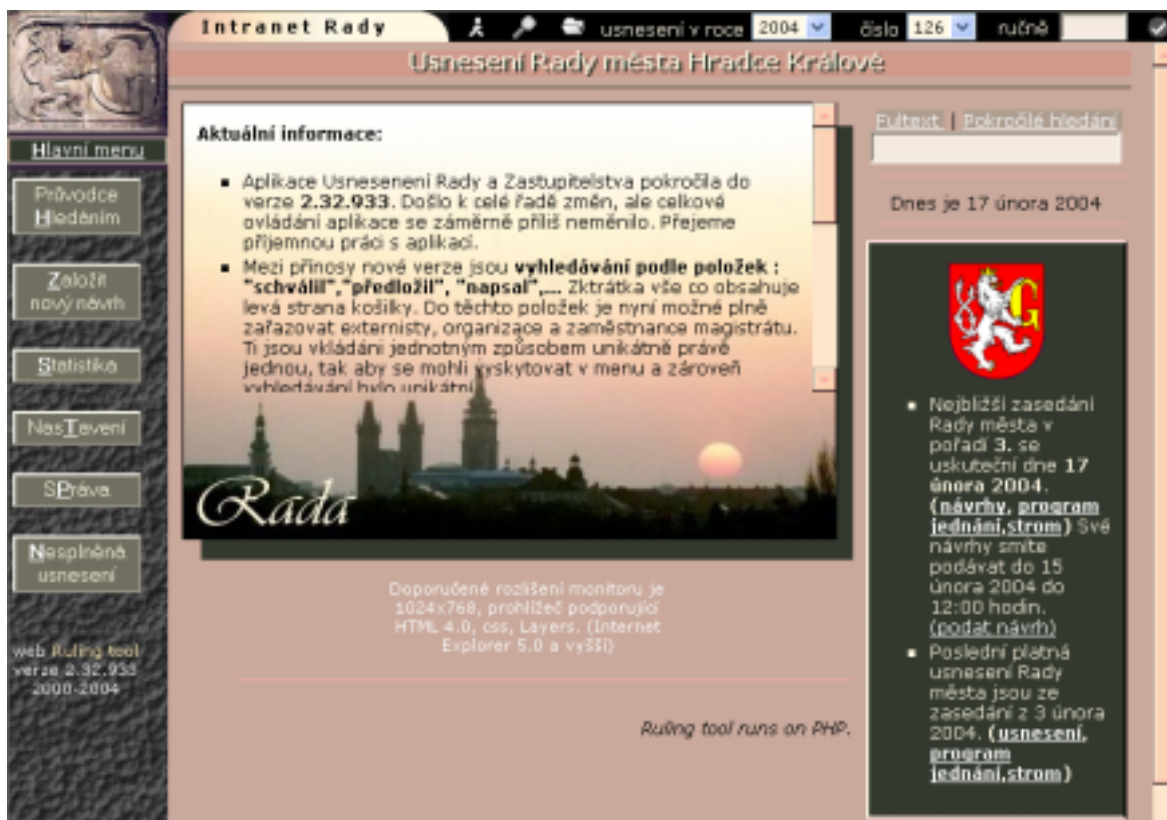 Intranet Rady
usnesení v roce 2004 číslo 126 ručně
Usnesení Rady města Hradce Králové
Hlavní menu
Průvodce
Hledáním
Založit
nový návrh
Statistika
NasTavení
SPráva
Nesplněná
usnesení
web Ruling tool
verze 2.32.933
2000-2004
Aktuální informace:
Aplikace Usnesenení Rady a Zastupitelstva pokročila do
verze 2.32.933. Došlo k celé řadě změn, ale celkové
ovládání aplikace se záměrně příliš neměnilo. Přejeme
příjemnou práci s aplikací.
Mezi přínosy nové verze jsou vyhledávání podle položek :
"schválil","předložil", "napsal",... Zktrátka vše co obsahuje
levá strana košilky. Do těchto položek je nyní možné plně
zařazovat externisty, organizace a zaměstnance magistrátu.
Ti jsou vkládáni jednotným způsobem unikátně právě
jednou, tak aby se mohli vyskytovat v menu a zároveň
vyhledávání bylo unikátní
Rada
Doporučené rozlišení monitoru je
1024x768, prohlížeč podporující
HTML 4.0, css, Layers. (Internet
Explorer 5.0 a vyšší)
Ruling tool runs on PHP.
Fultext | Pokročilé hledání
Dnes je 17 února 2004
G
Nejbližší zasedání
Rady města v
pořadí 3. se
uskuteční dne 17
února 2004.
(návrhy, program
jednání,strom) Své
návrhy smíte
podávat do 15
února 2004 do
12:00 hodin.
(podat návrh)
Poslední platná
usnesení Rady
města jsou ze
zasedání z 3 února
2004. (usnesení,
program
jednání,strom)